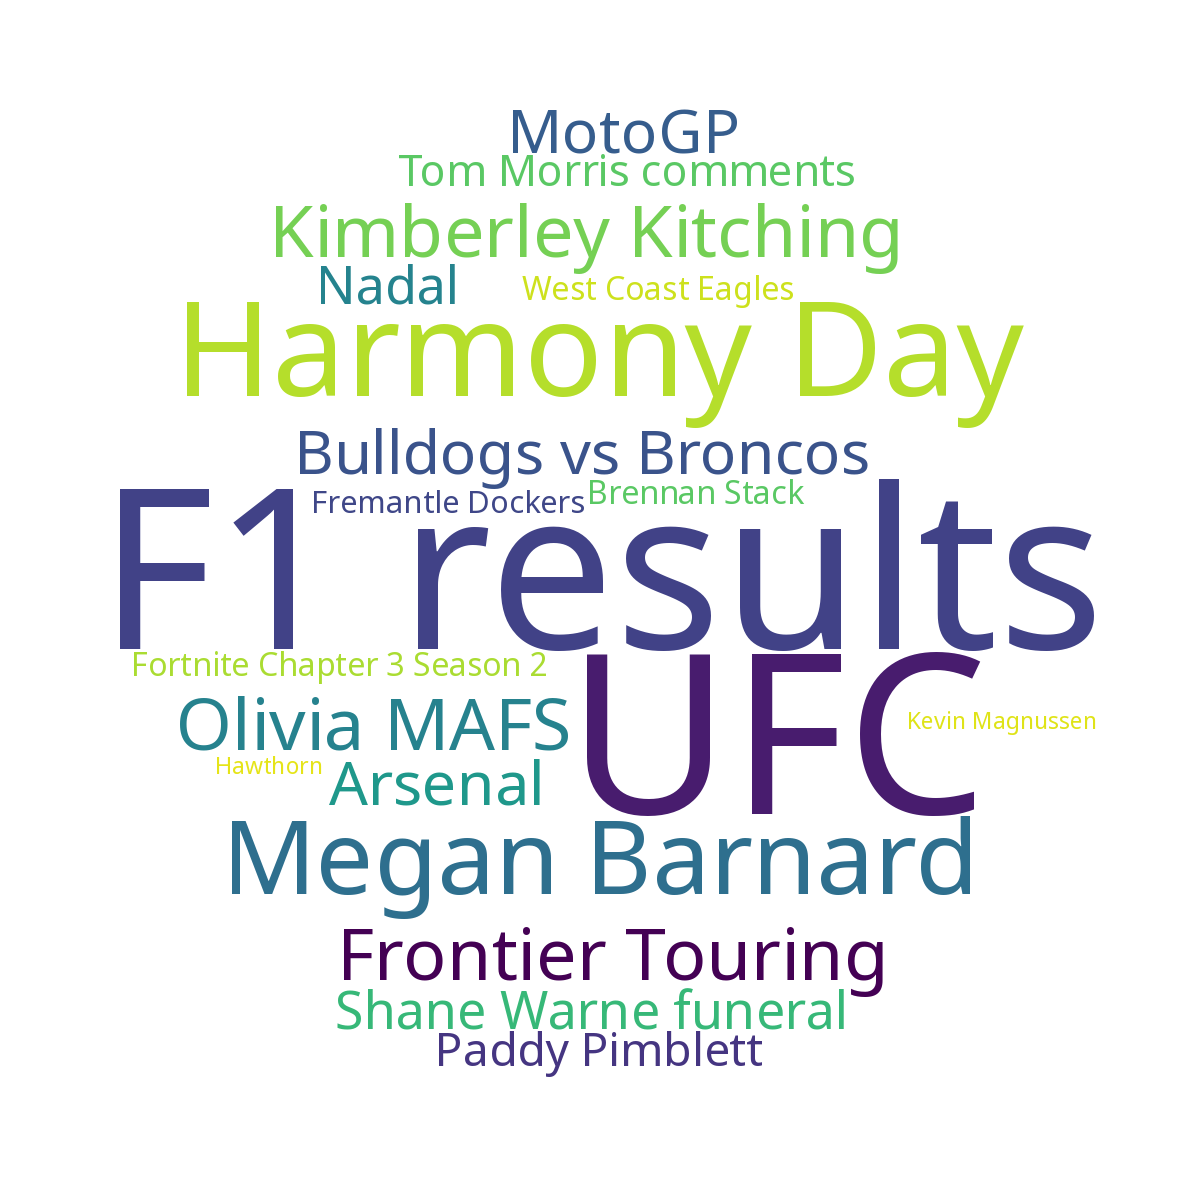 MotoGP
Tom Morris comments
Kimberley Kitching
Nadal
West Coast Eagles
Harmony Day
Bulldogs vs Broncos
Fremantle Dockers
Brennan Stack
F1 results
Fortnite Chapter 3 Season 2
UFC
Olivia MAFS
Kevin Magnussen
Hawthorn
Arsenal
Megan Barnard
Frontier Touring
Shane Warne funeral
Paddy Pimblett